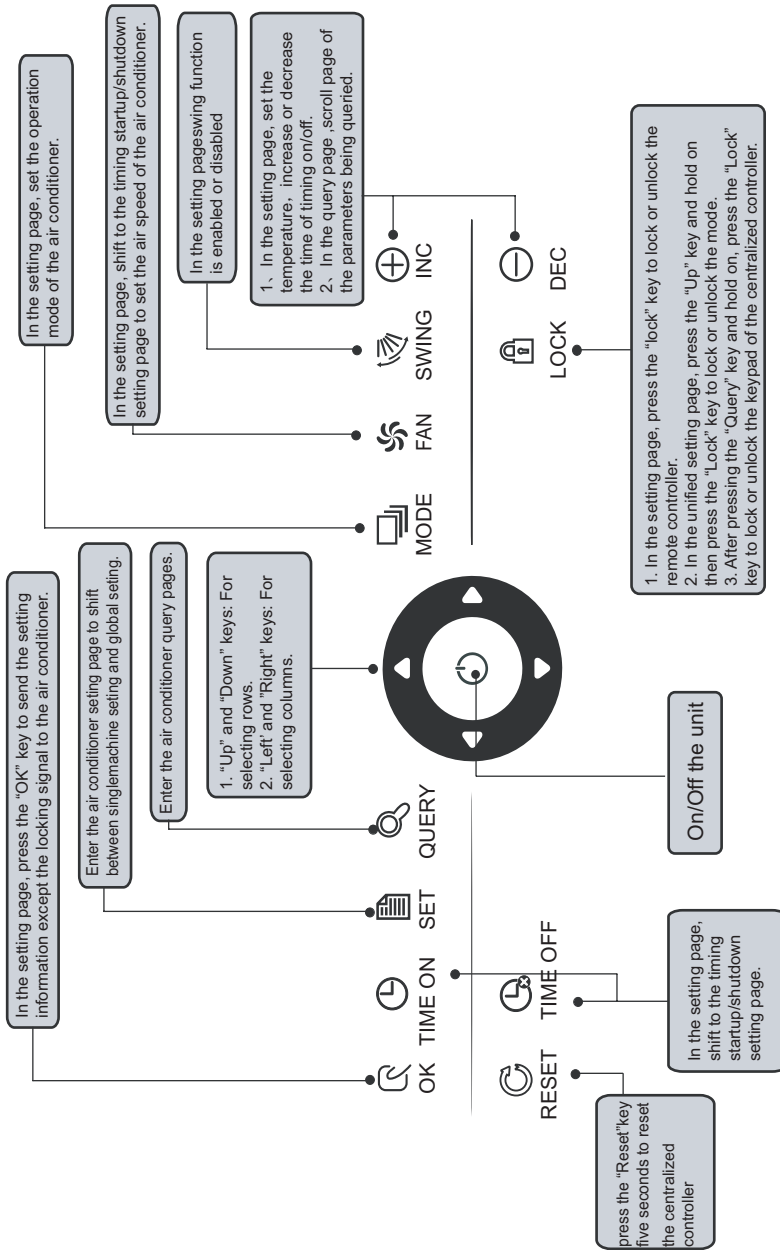 In the setting page, press the “OK” key to send the setting
information except the locking signal to the air conditioner.
Enter the air conditioner seting page to shift
between singlemachine seting and global seting.
Enter the air conditioner query pages.
1. “Up” and “Down” keys: For
selecting rows.
2. “Left' and ”Right” keys: For
selecting columns.
In the setting page, set the operation
mode of the air conditioner.
In the setting page, shift to the timing startup/shutdown
setting page to set the air speed of the air conditioner.
In the setting pageswing function
is enabled or disabled
1、In the setting page, set the
temperature， increase or decrease
the time of timing on/off.
2、In the query page ,scroll page of
the parameters being queried.
OK
TIME ON
SET
QUERY
MODE
FAN
SWING
INC
RESET
TIME OFF
LOCK
DEC
press the “Reset”key
five seconds to reset
the centralized
controller
In the setting page,
shift to the timing
startup/shutdown
setting page.
On/Off the unit
1. In the setting page, press the “lock” key to lock or unlock the
remote controller.
2. In the unified setting page, press the “Up” key and hold on
then press the “Lock” key to lock or unlock the mode.
3. After pressing the “Query” key and hold on, press the “Lock”
key to lock or unlock the keypad of the centralized controller.